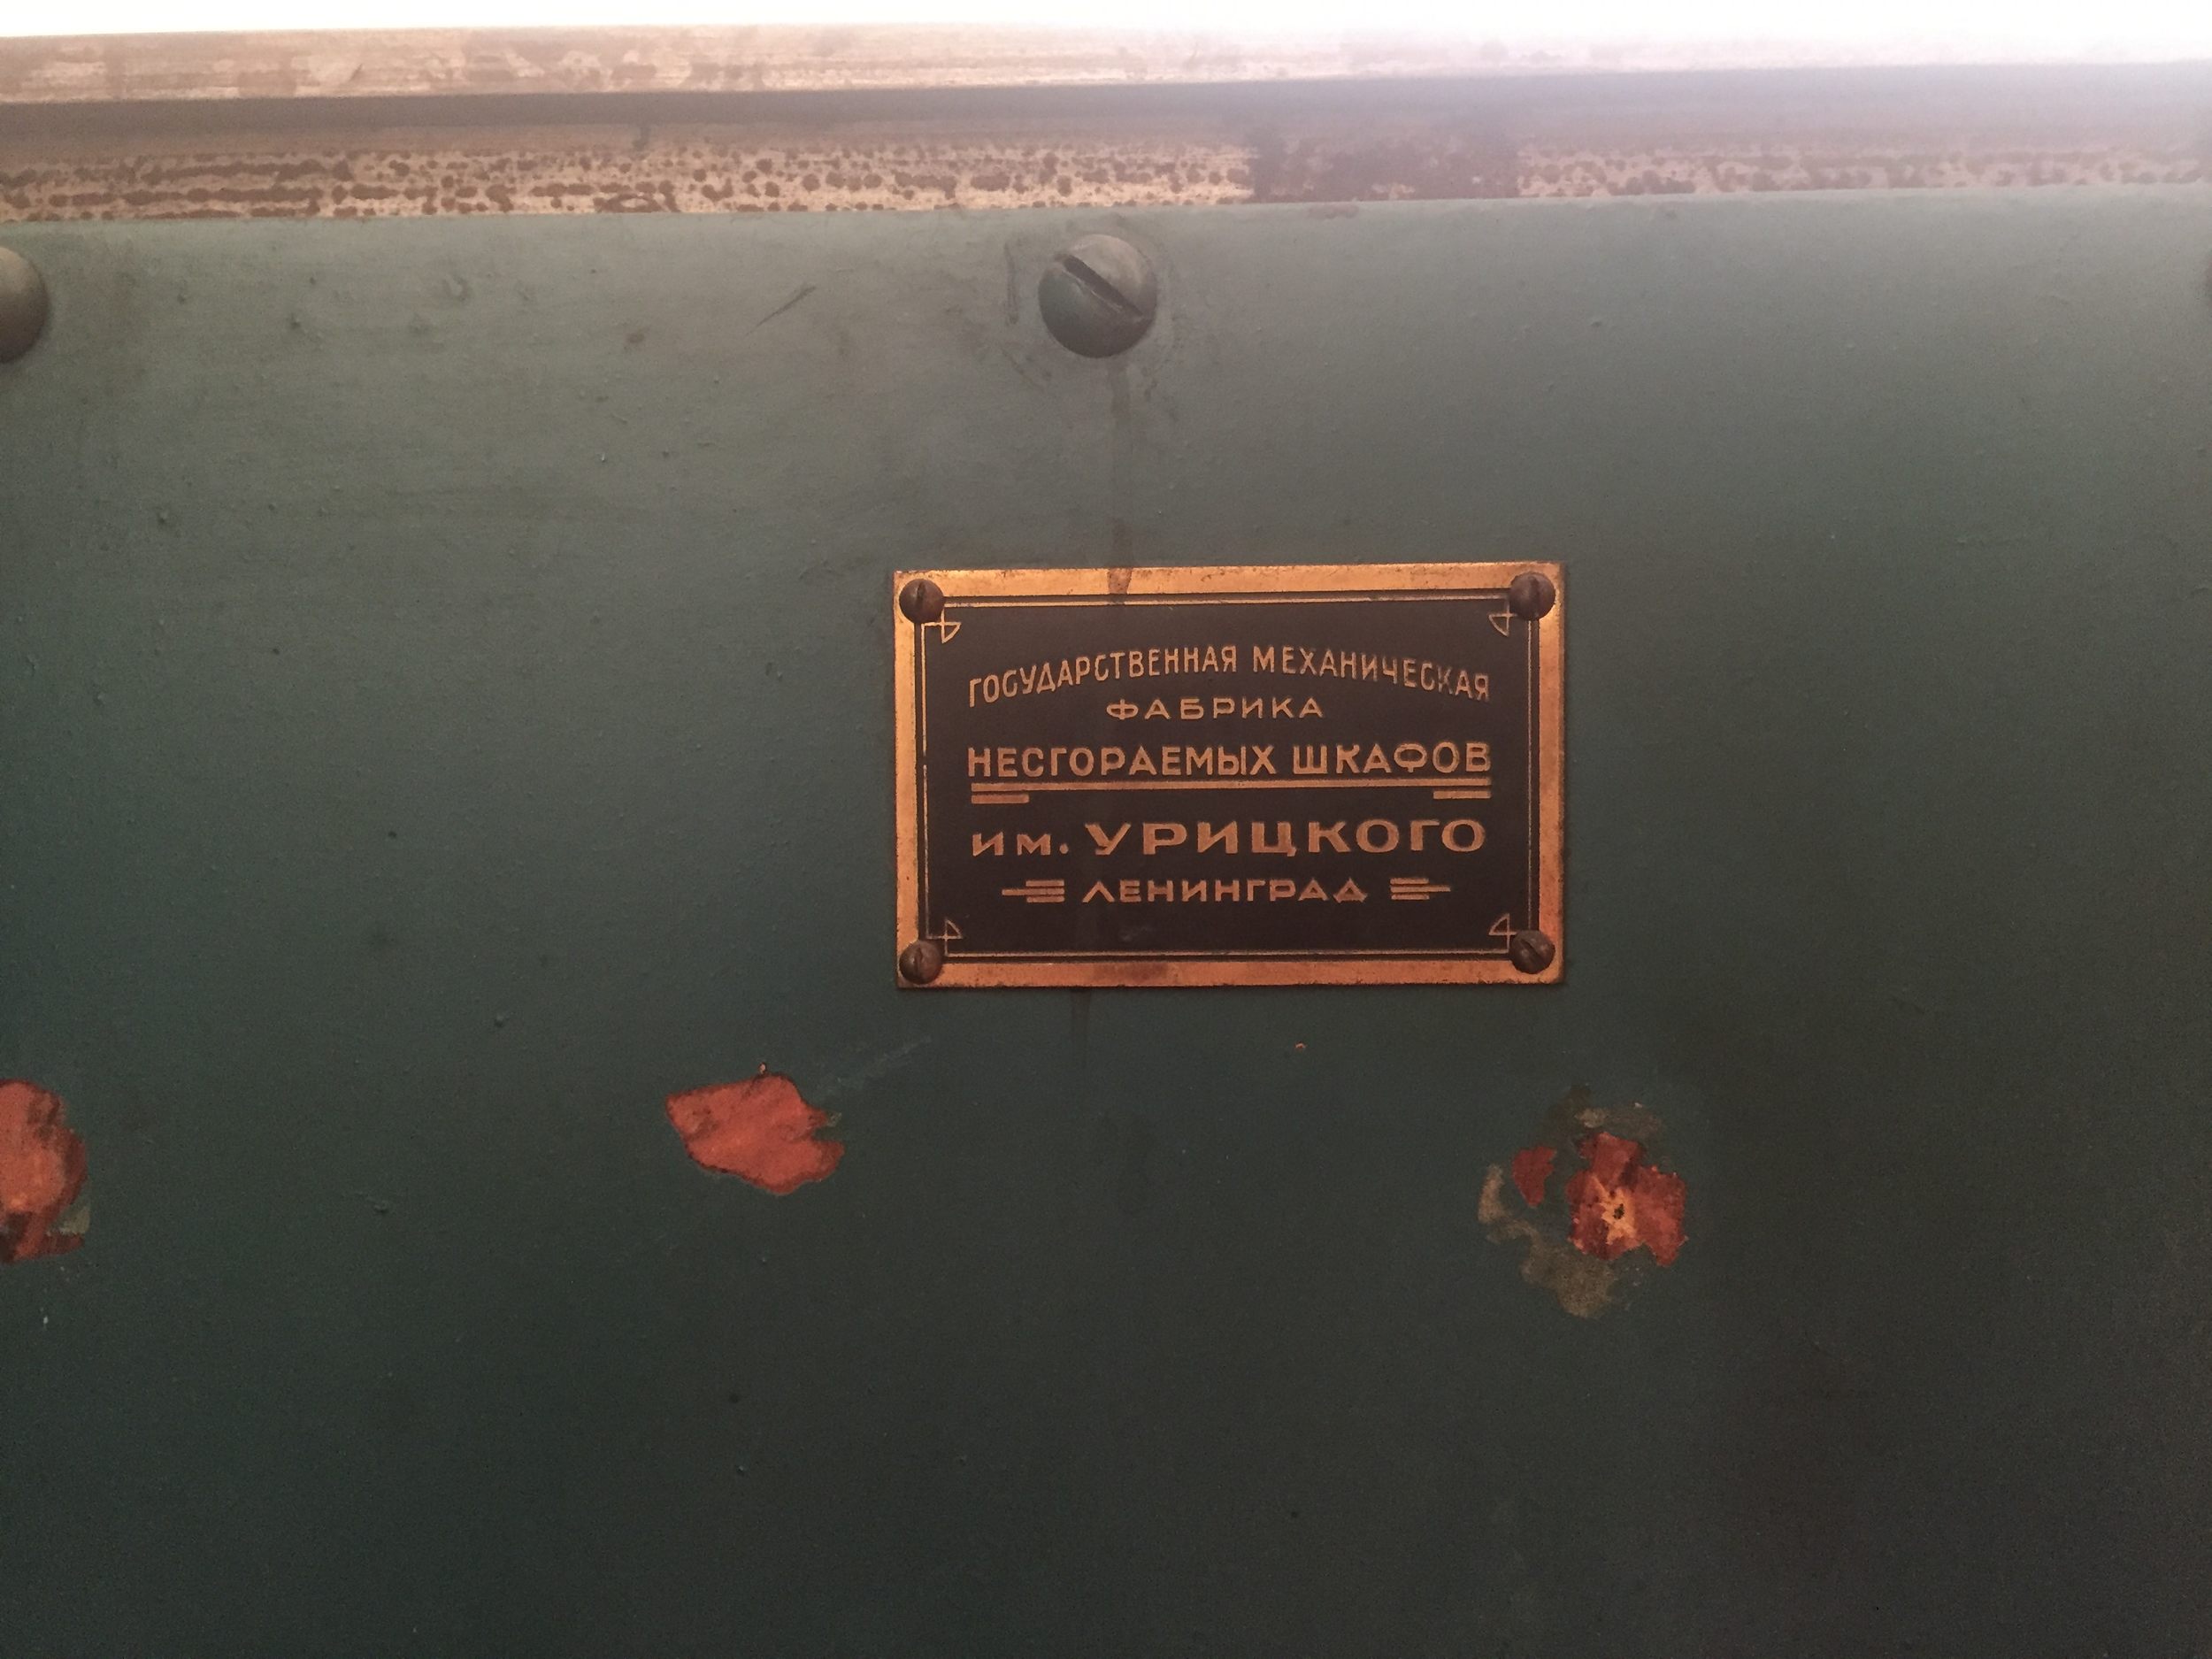 ГОСУДАРСТВЕННАЯ МЕХАНИЧЕСКАЯ
ФАБРИКА
НЕСГОРАЕМЫХ ШКАФОВ
им. УРИЦКОГО
ЛЕНИНГРАД